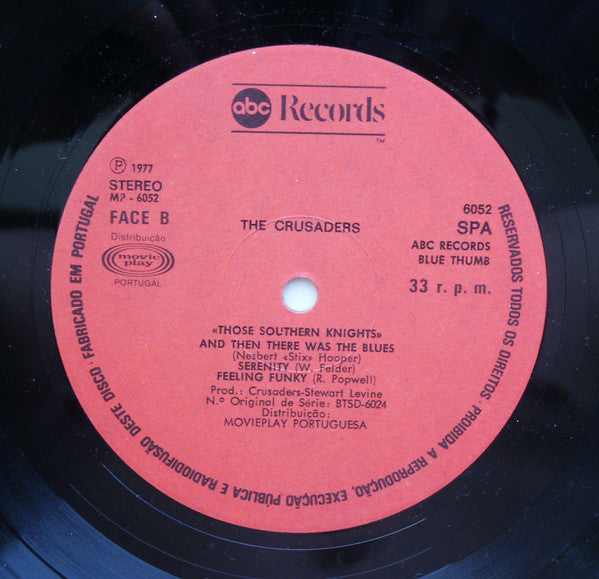 abc Records
TM
Ⓟ 1977
STEREO
MP - 6052
FACE B
Distribuição
movie
play
PORTUGAL
THE CRUSADERS
6052
SPA
ABC RECORDS
BLUE THUMB
33 r. p. m.
«THOSE SOUTHERN KNIGHTS»
AND THEN THERE WAS THE BLUES
(Nesbert «Stix» Hooper)
SERENITY (W. Felder)
FEELING FUNKY (R. Popwell)
Prod.: Crusaders-Stewart Levine
N.º Original de Série: BTSD-6024
Distribuição:
MOVIEPLAY PORTUGUESA
RESERVADOS TODOS OS DIREITOS · PROIBIDA A REPRODUÇÃO, EXECUÇÃO PÚBLICA E RADIODIFUSÃO DESTE DISCO · FABRICADO EM PORTUGAL